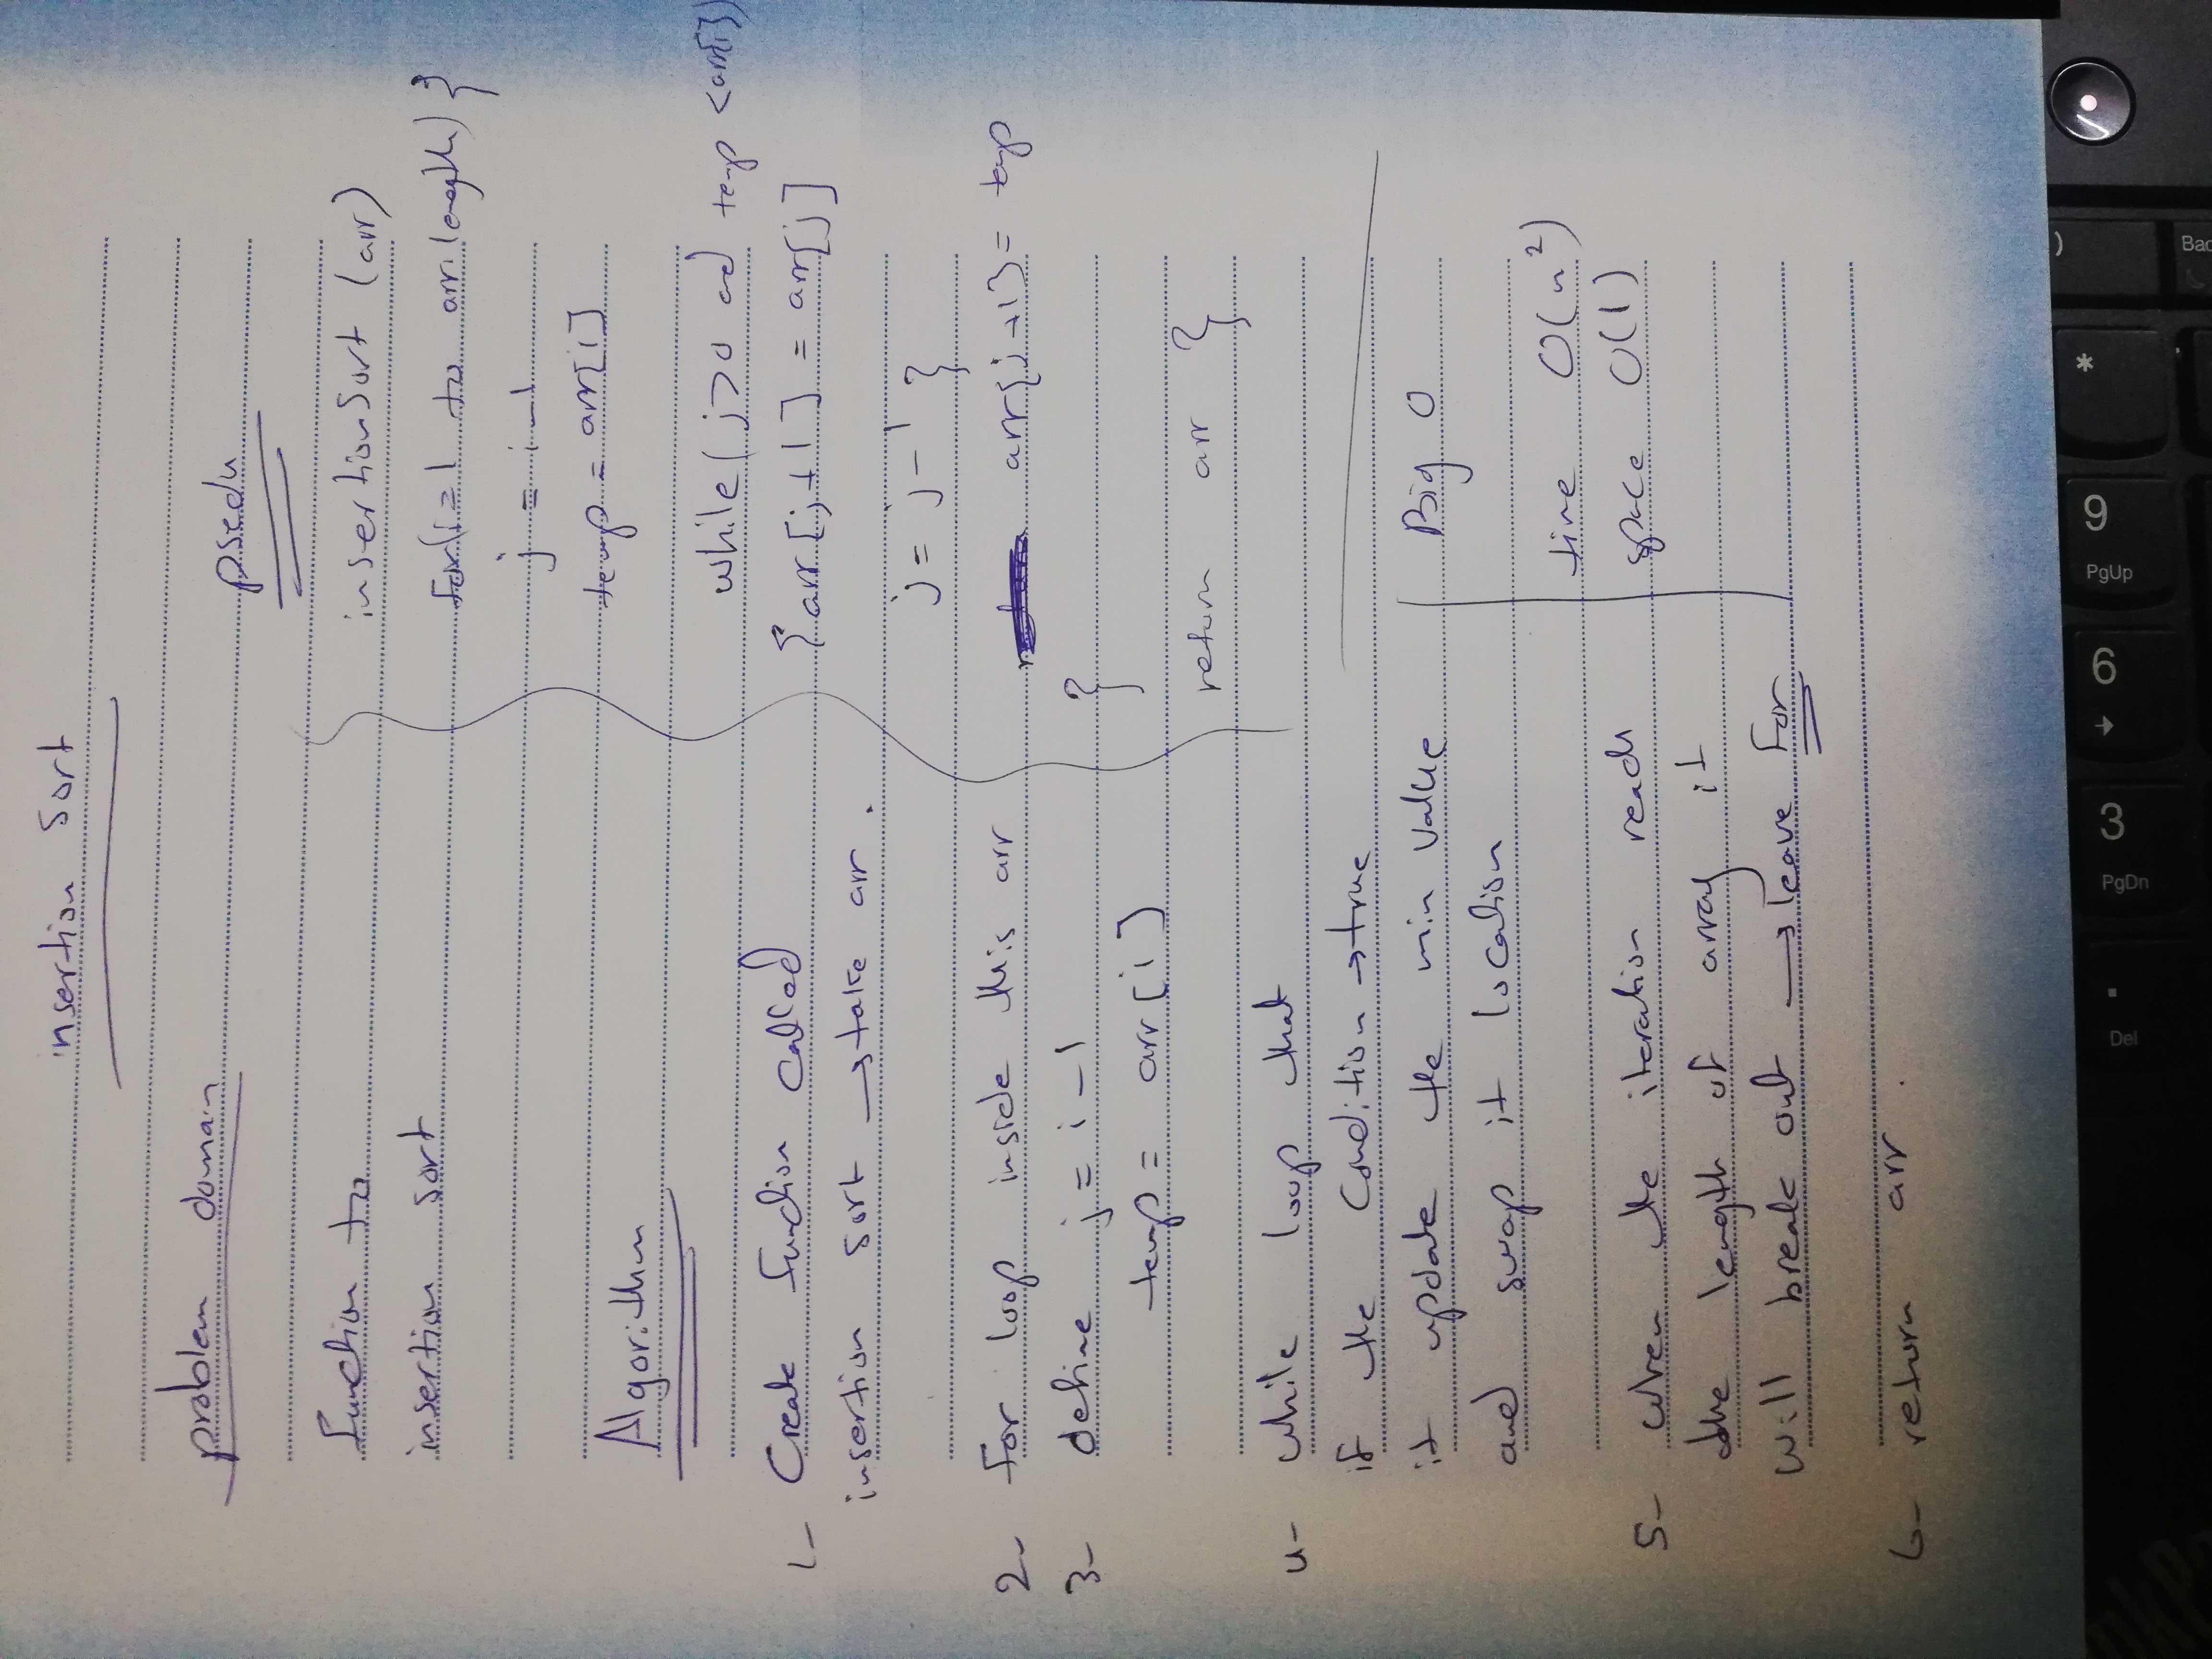 insertion sort
problem domain
function to
insertion sort
Algorithm
1- Create function called
insertion sort → take arr.
2- for loop inside this arr
3- define j = i - 1
temp = arr[i]
4- while loop that
if the condition → true
it update the min value
and swap it location
5- when the iteration reach
the length of array it
will break out → leave for
6- return arr.
psedu
insertionSort (arr)
for(i=1 to arr.length) {
j = i - 1
temp = arr[i]
while(j>0 and temp <arr[i])
{ arr[j+1] = arr[j]
j = j - 1 }
arr[j+1] = temp
}
return arr }
Big O
time O(n²)
space O(1)
)
Bac
*
9
PgUp
6
→
3
PgDn
.
Del